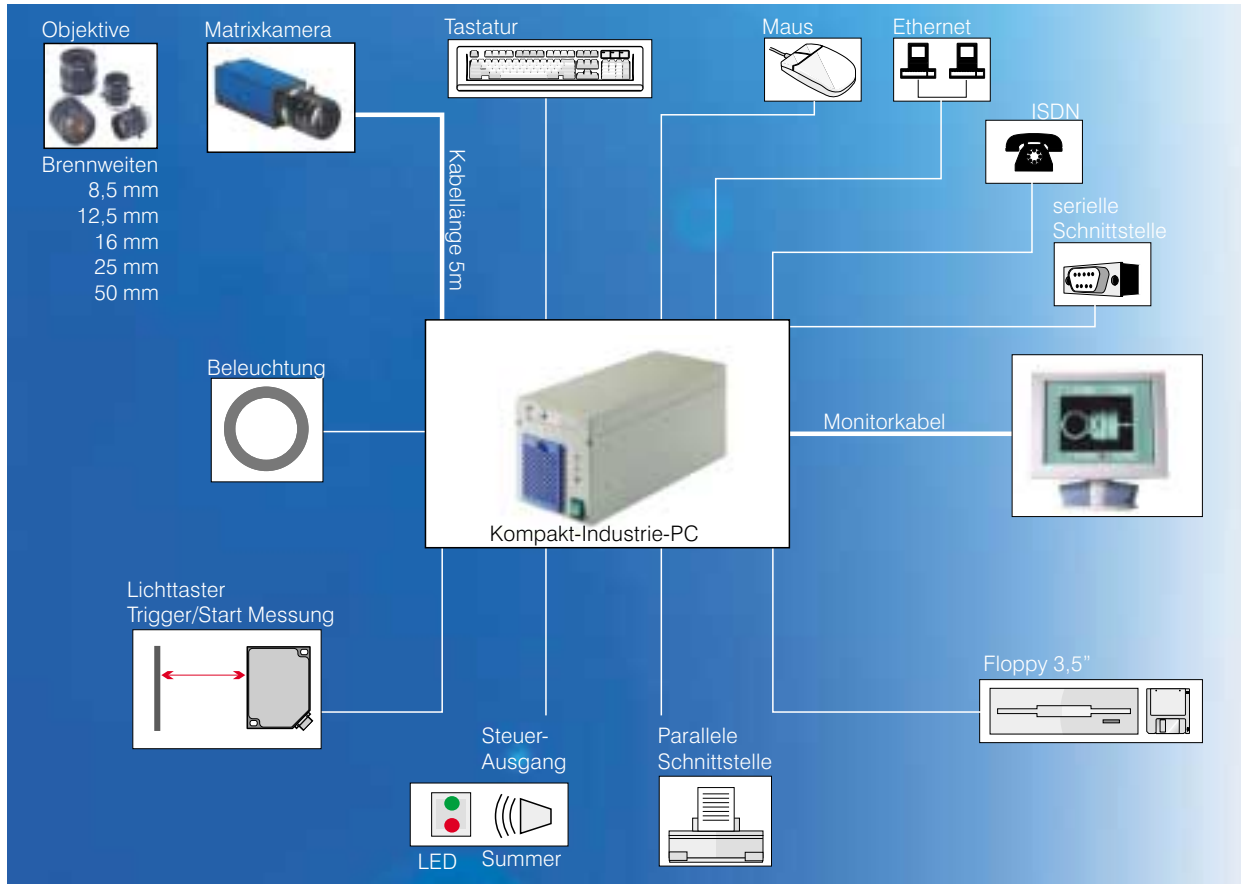 Objektive
Matrixkamera
Tastatur
Maus
Ethernet
ISDN
Brennweiten
8,5 mm
12,5 mm
16 mm
25 mm
50 mm
Kabellänge 5m
serielle
Schnittstelle
Beleuchtung
Monitorkabel
Kompakt-Industrie-PC
Lichttaster
Trigger/Start Messung
Floppy 3,5”
Steuer-
Ausgang
Parallele
Schnittstelle
LED
Summer